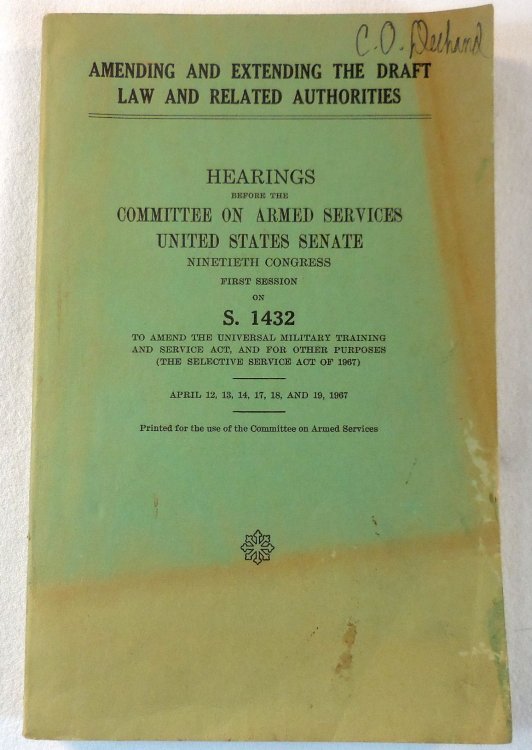 C. O. Dechand
AMENDING AND EXTENDING THE DRAFT
LAW AND RELATED AUTHORITIES
HEARINGS
BEFORE THE
COMMITTEE ON ARMED SERVICES
UNITED STATES SENATE
NINETIETH CONGRESS
FIRST SESSION
ON
S. 1432
TO AMEND THE UNIVERSAL MILITARY TRAINING
AND SERVICE ACT, AND FOR OTHER PURPOSES
(THE SELECTIVE SERVICE ACT OF 1967)
APRIL 12, 13, 14, 17, 18, AND 19, 1967
Printed for the use of the Committee on Armed Services